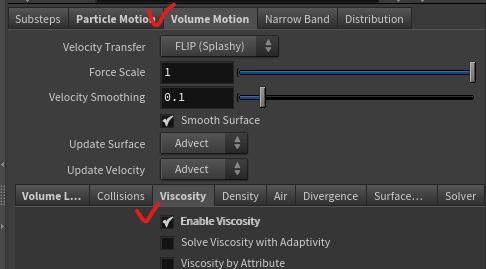 Substeps Particle Motion Volume Motion Narrow Band Distribution
Velocity Transfer FLIP (Splashy)
Force Scale 1
Velocity Smoothing 0.1
Smooth Surface
Update Surface Advect
Update Velocity Advect
Volume L... Collisions Viscosity Density Air Divergence Surface... Solver
Enable Viscosity
Solve Viscosity with Adaptivity
Viscosity by Attribute